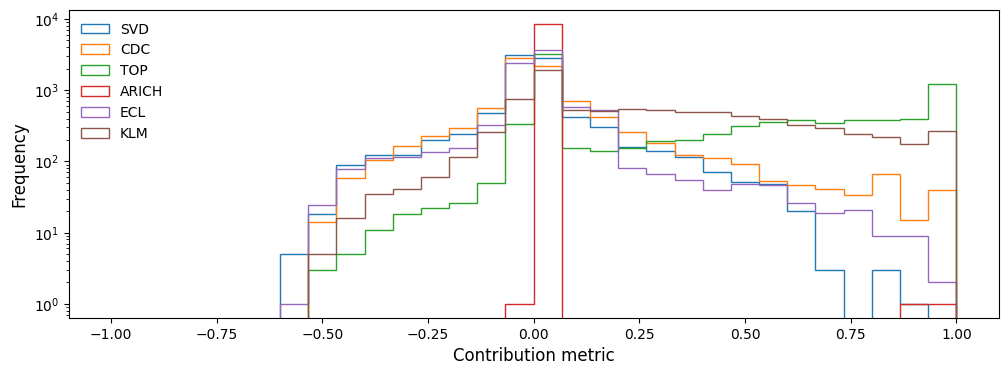 Frequency
10⁴
10³
10²
10¹
10⁰
SVD
CDC
TOP
ARICH
ECL
KLM
−1.00 −0.75 −0.50 −0.25 0.00 0.25 0.50 0.75 1.00
Contribution metric